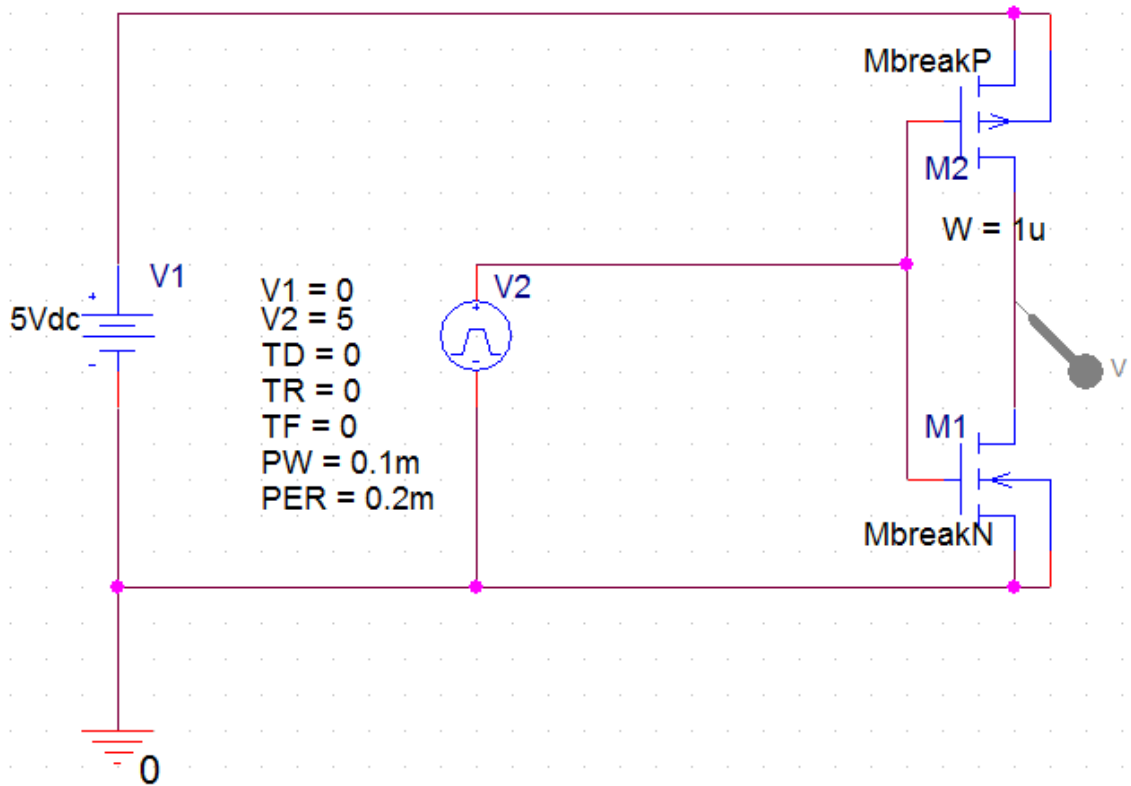 MbreakP
M2
W = 1u
V1
5Vdc
+
-
V1 = 0
V2 = 5
TD = 0
TR = 0
TF = 0
PW = 0.1m
PER = 0.2m
V2
+
-
V
M1
MbreakN
0